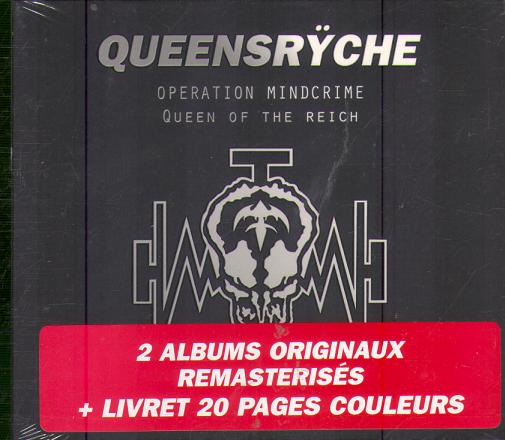 QUEENSRŸCHE
OPERATION MINDCRIME
QUEEN OF THE REICH
2 ALBUMS ORIGINAUX
REMASTERISÉS
+ LIVRET 20 PAGES COULEURS